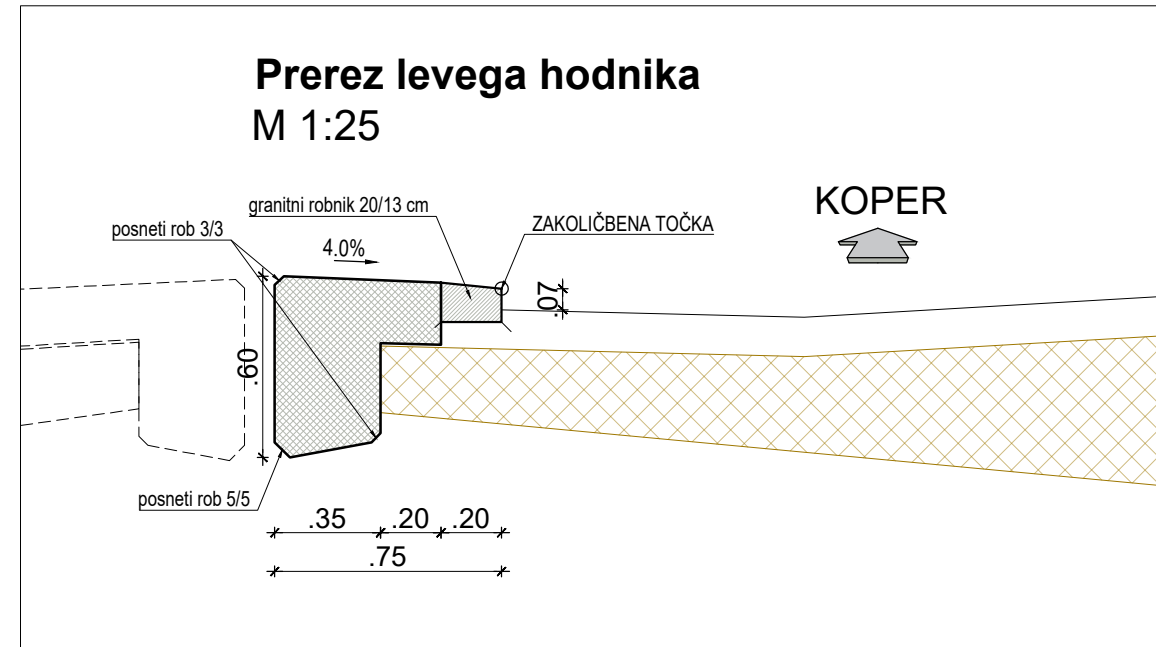 Prerez levega hodnika
M 1:25
KOPER
granitni robnik 20/13 cm
posneti rob 3/3
ZAKOLIČBENA TOČKA
4.0%
.07
.60
posneti rob 5/5
.35 .20 .20
.75